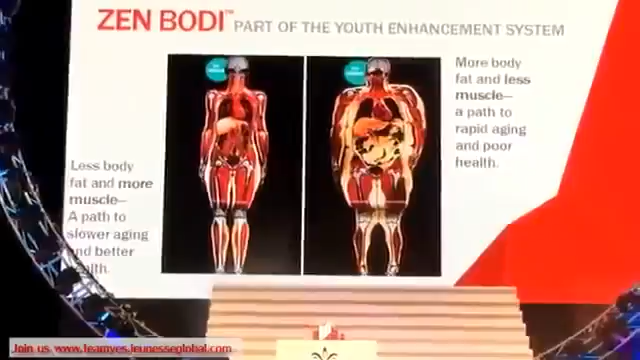 ZEN BODI™ PART OF THE YOUTH ENHANCEMENT SYSTEM
More body
fat and less
muscle—
a path to
rapid aging
and poor
health.
Less body
fat and more
muscle—
A path to
slower aging
and better
health.
Join us www.teamyes.jeunesseglobal.com